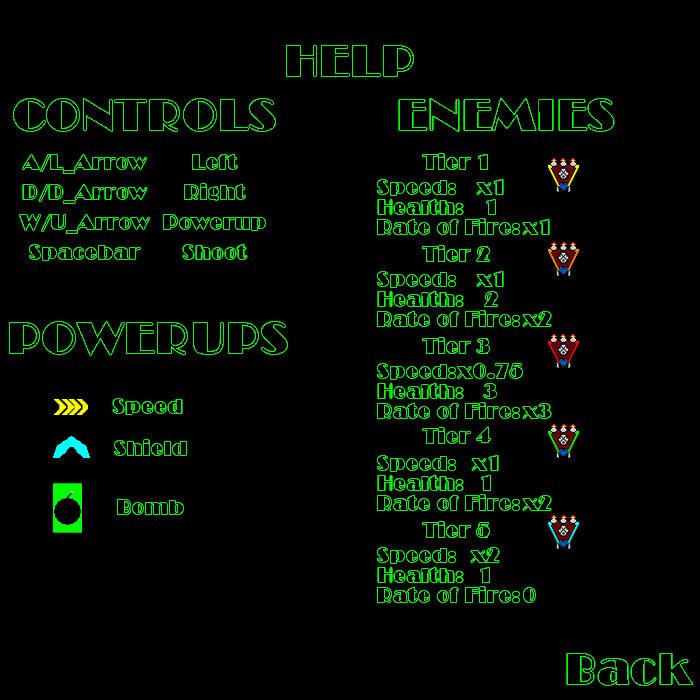 HELP
CONTROLS
A/L_Arrow Left
D/D_Arrow Right
W/U_Arrow Powerup
Spacebar Shoot
POWERUPS
Speed
Shield
Bomb
ENEMIES
Tier 1
Speed: x1
Health: 1
Rate of Fire:x1
Tier 2
Speed: x1
Health: 2
Rate of Fire:x2
Tier 3
Speed:x0.75
Health: 3
Rate of Fire:x3
Tier 4
Speed: x1
Health: 1
Rate of Fire:x2
Tier 5
Speed: x2
Health: 1
Rate of Fire:0
Back